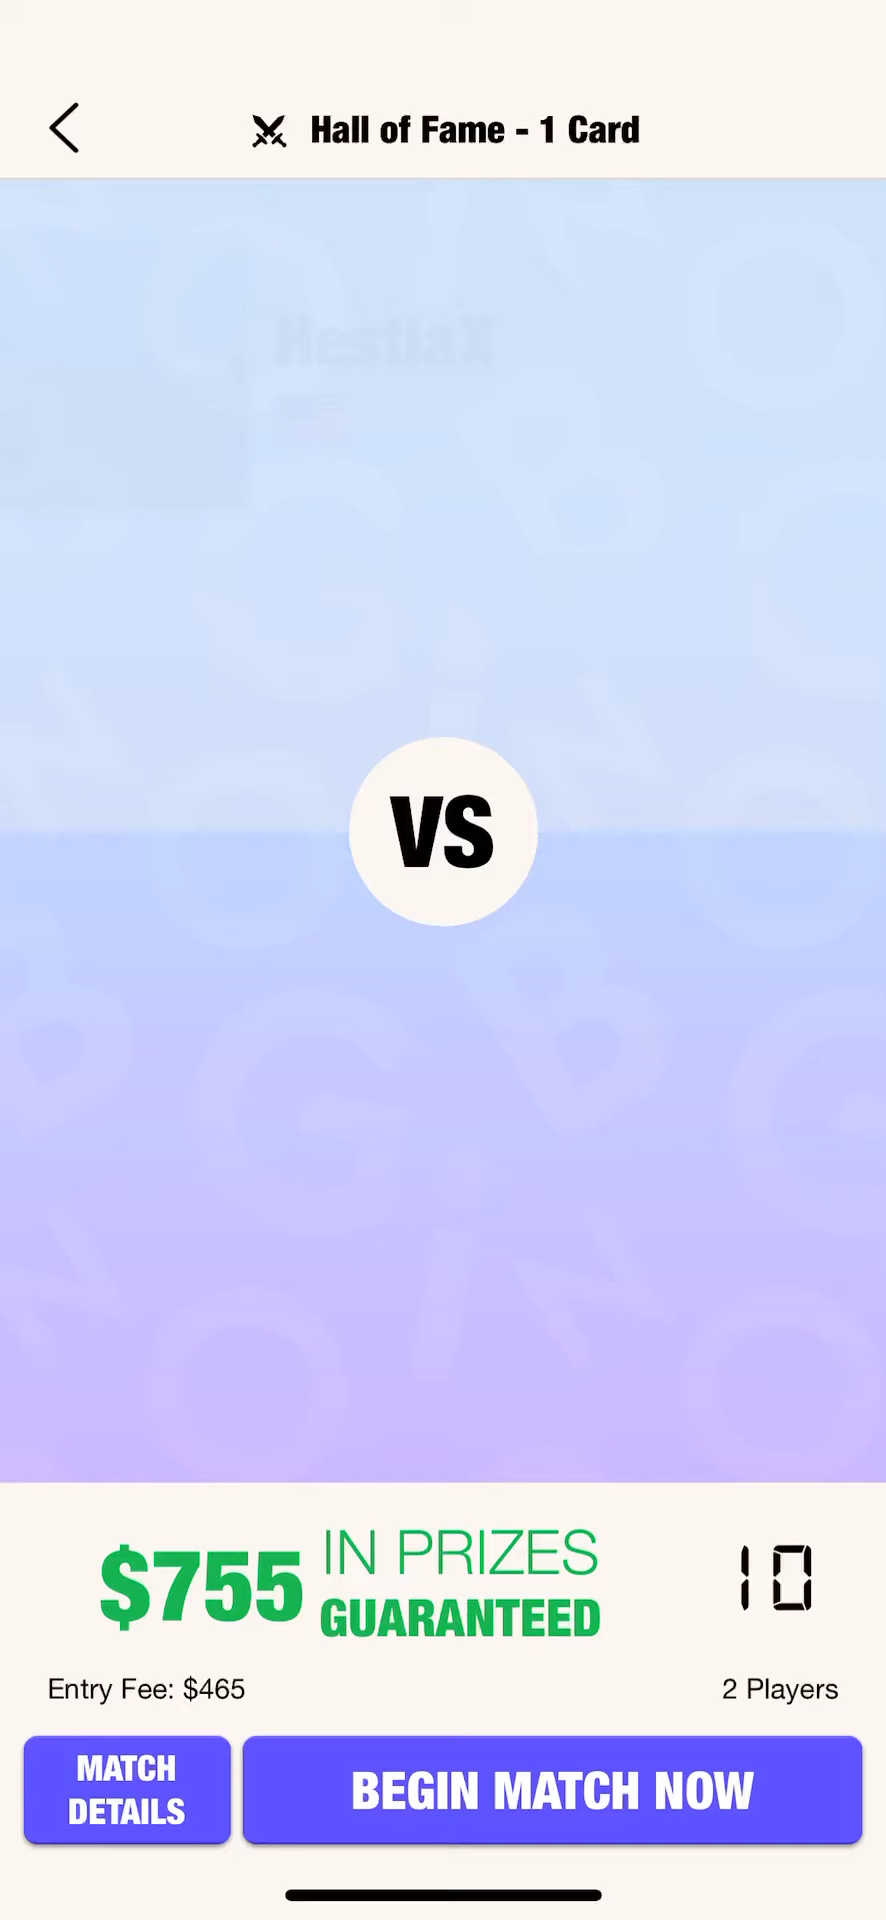 Hall of Fame - 1 Card
HestiaX
VS
$755 IN PRIZES
GUARANTEED
10
Entry Fee: $465
2 Players
MATCH
DETAILS
BEGIN MATCH NOW